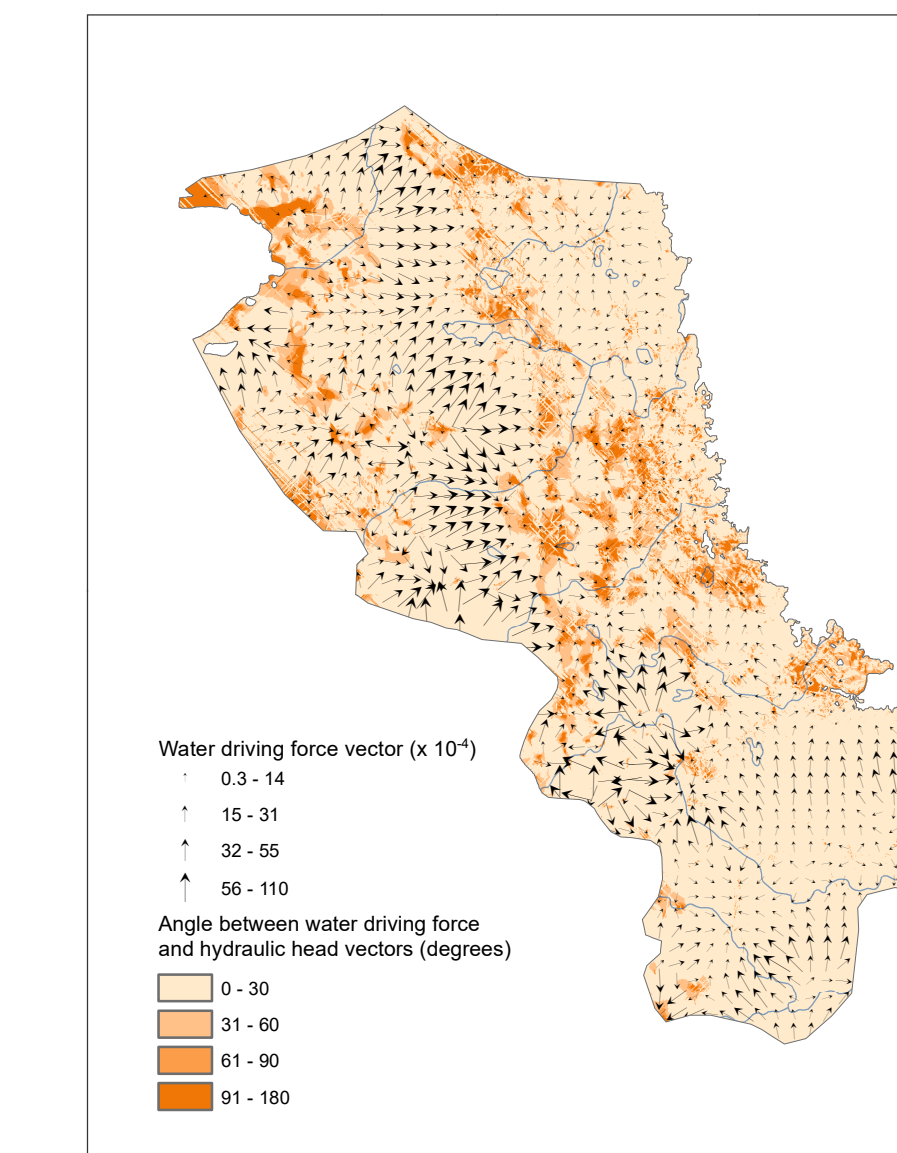 Water driving force vector (x 10-4)
0.3 - 14
15 - 31
32 - 55
56 - 110
Angle between water driving force
and hydraulic head vectors (degrees)
0 - 30
31 - 60
61 - 90
91 - 180